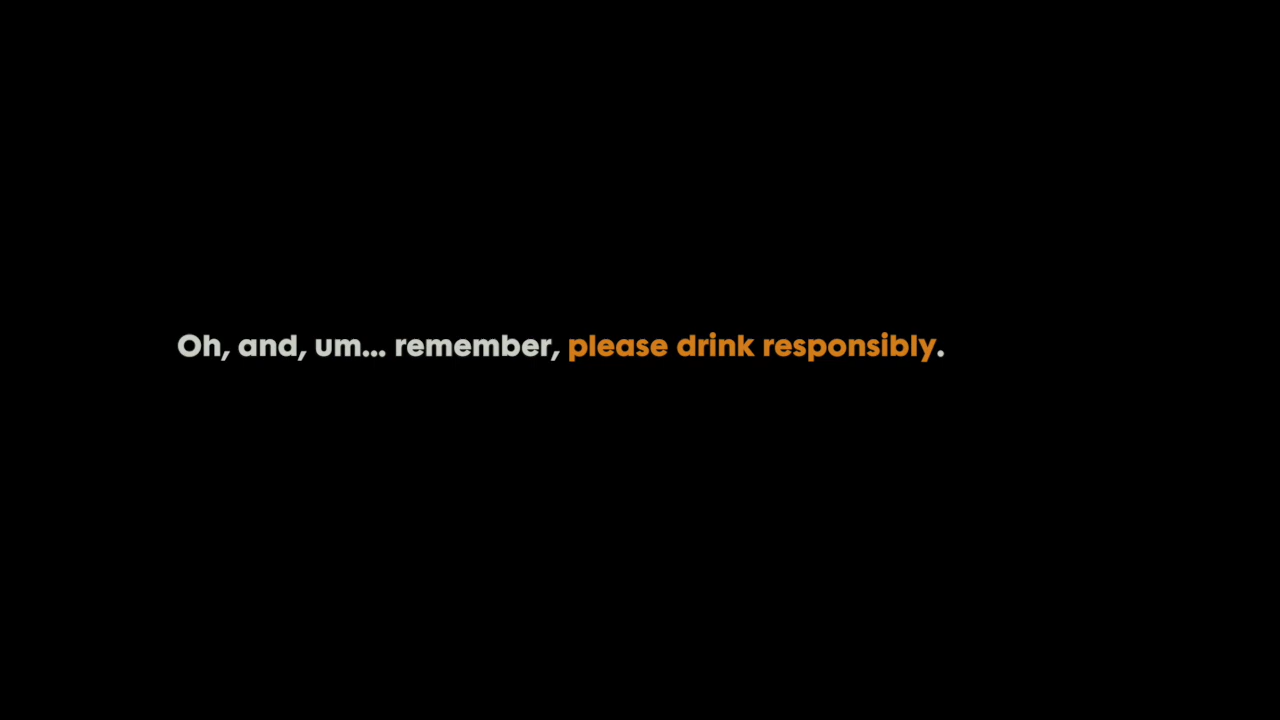 Oh, and, um... remember, please drink responsibly.